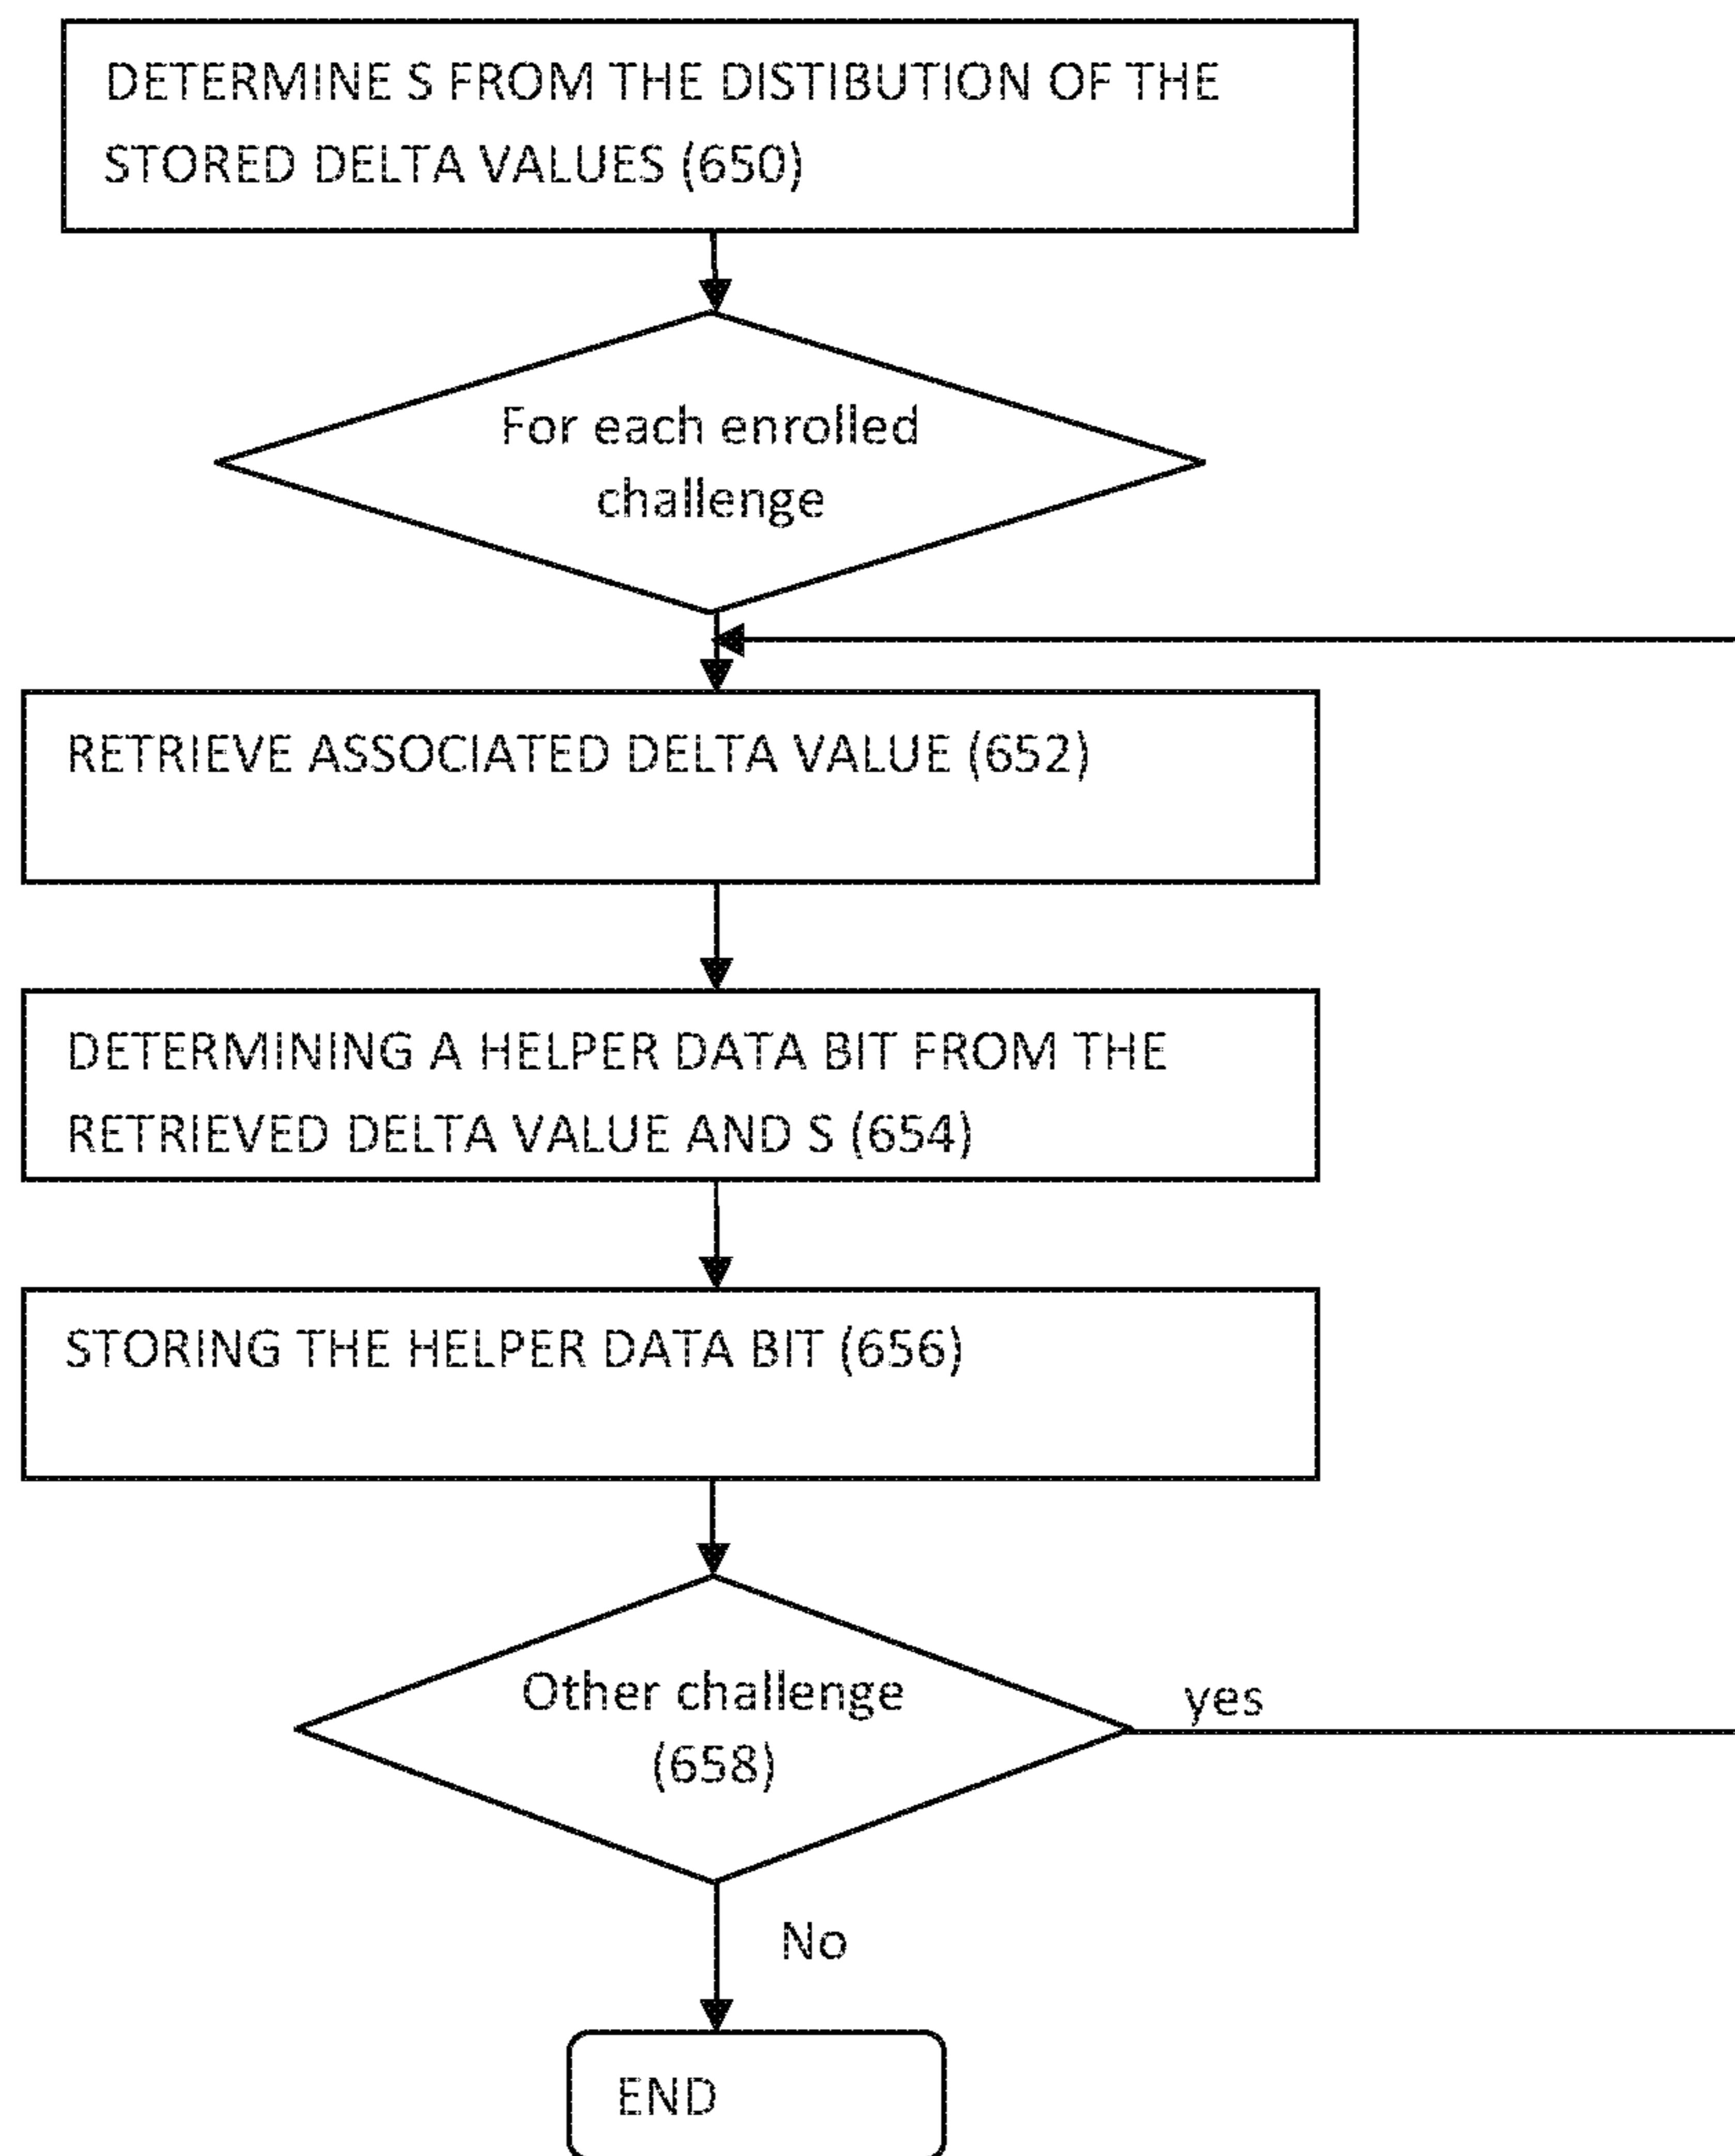 DETERMINE S FROM THE DISTIBUTION OF THE
STORED DELTA VALUES (650)
For each enrolled
challenge
RETRIEVE ASSOCIATED DELTA VALUE (652)
DETERMINING A HELPER DATA BIT FROM THE
RETRIEVED DELTA VALUE AND S (654)
STORING THE HELPER DATA BIT (656)
Other challenge
(658)
yes
No
END